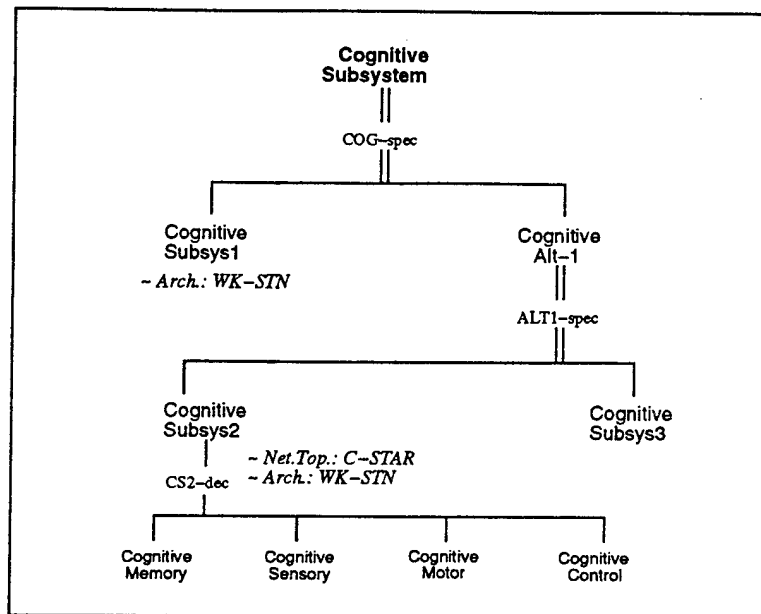 Cognitive
Subsystem
COG-spec
Cognitive
Subsys1
~ Arch.: WK-STN
Cognitive
Alt-1
ALT1-spec
Cognitive
Subsys2
Cognitive
Subsys3
~ Net.Top.: C-STAR
~ Arch.: WK-STN
CS2-dec
Cognitive
Memory
Cognitive
Sensory
Cognitive
Motor
Cognitive
Control